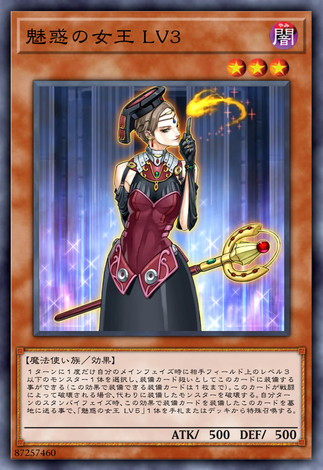 魅惑の女王 LV3
やみ
闇
【魔法使い族／効果】
１ターンに１度だけ自分のメインフェイズ時に相手フィールド上のレベル３
以下のモンスター１体を選択し、装備カード扱いとしてこのカードに装備する
事ができる（この効果で装備できる装備カードは１枚まで）。このカードが戦闘
によって破壊される場合、代わりに装備したモンスターを破壊する。自分ター
ンのスタンバイフェイズ時、この効果で装備カードを装備したこのカードを墓
地に送る事で、「魅惑の女王 LV5」１体を手札またはデッキから特殊召喚する。
ATK/ 500 DEF/ 500
87257460